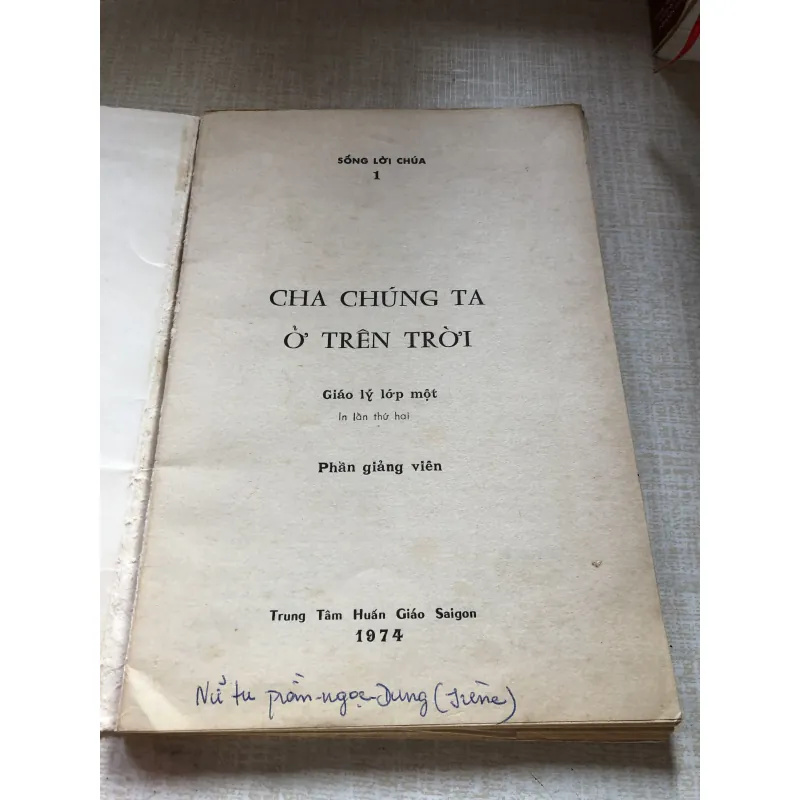 SỐNG LỜI CHÚA
1
CHA CHÚNG TA
Ở TRÊN TRỜI
Giáo lý lớp một
In lần thứ hai
Phần giảng viên
Trung Tâm Huấn Giáo Saigon
1974
Nữ tu trần-ngọc-Dung (Irène)